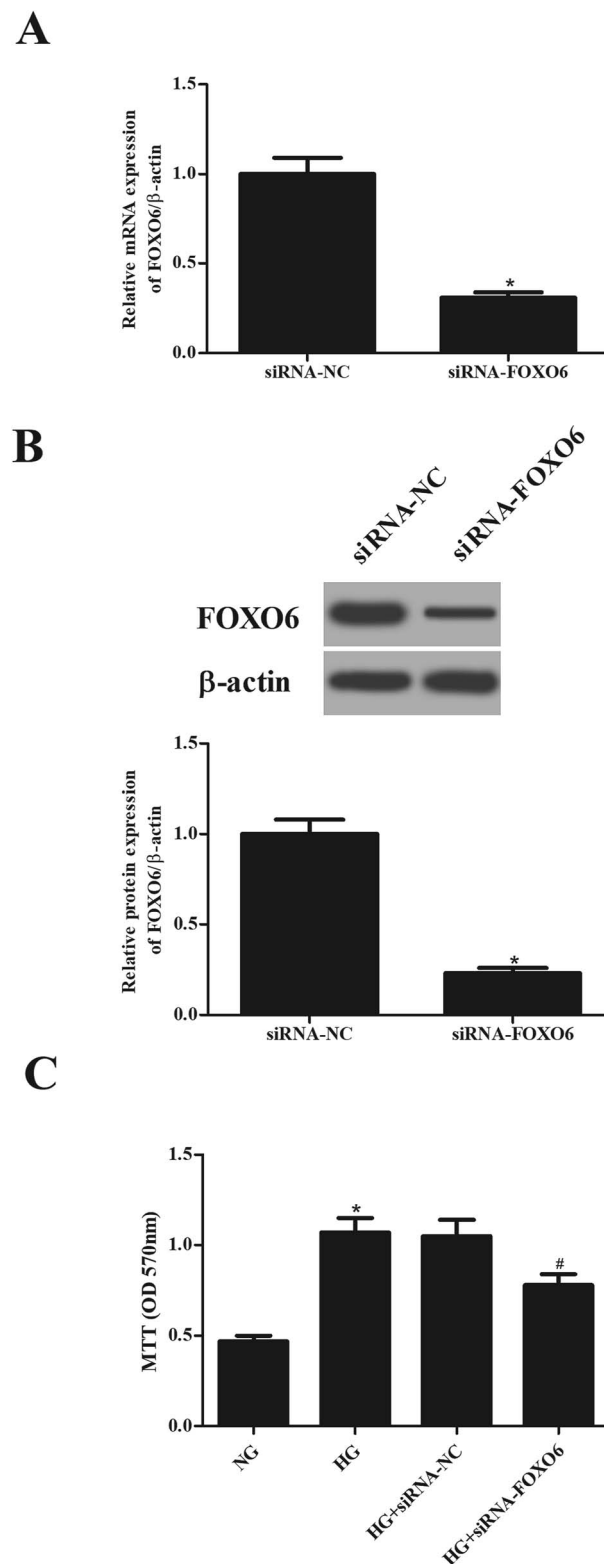 A
Relative mRNA expression
of FOXO6/β-actin
1.5
1.0
0.5
0.0
*
siRNA-NC
siRNA-FOXO6
B
siRNA-NC
siRNA-FOXO6
FOXO6
β-actin
Relative protein expression
of FOXO6/β-actin
1.5
1.0
0.5
0.0
*
siRNA-NC
siRNA-FOXO6
C
MTT (OD 570nm)
1.5
1.0
0.5
0.0
*
#
NG
HG
HG+siRNA-NC
HG+siRNA-FOXO6